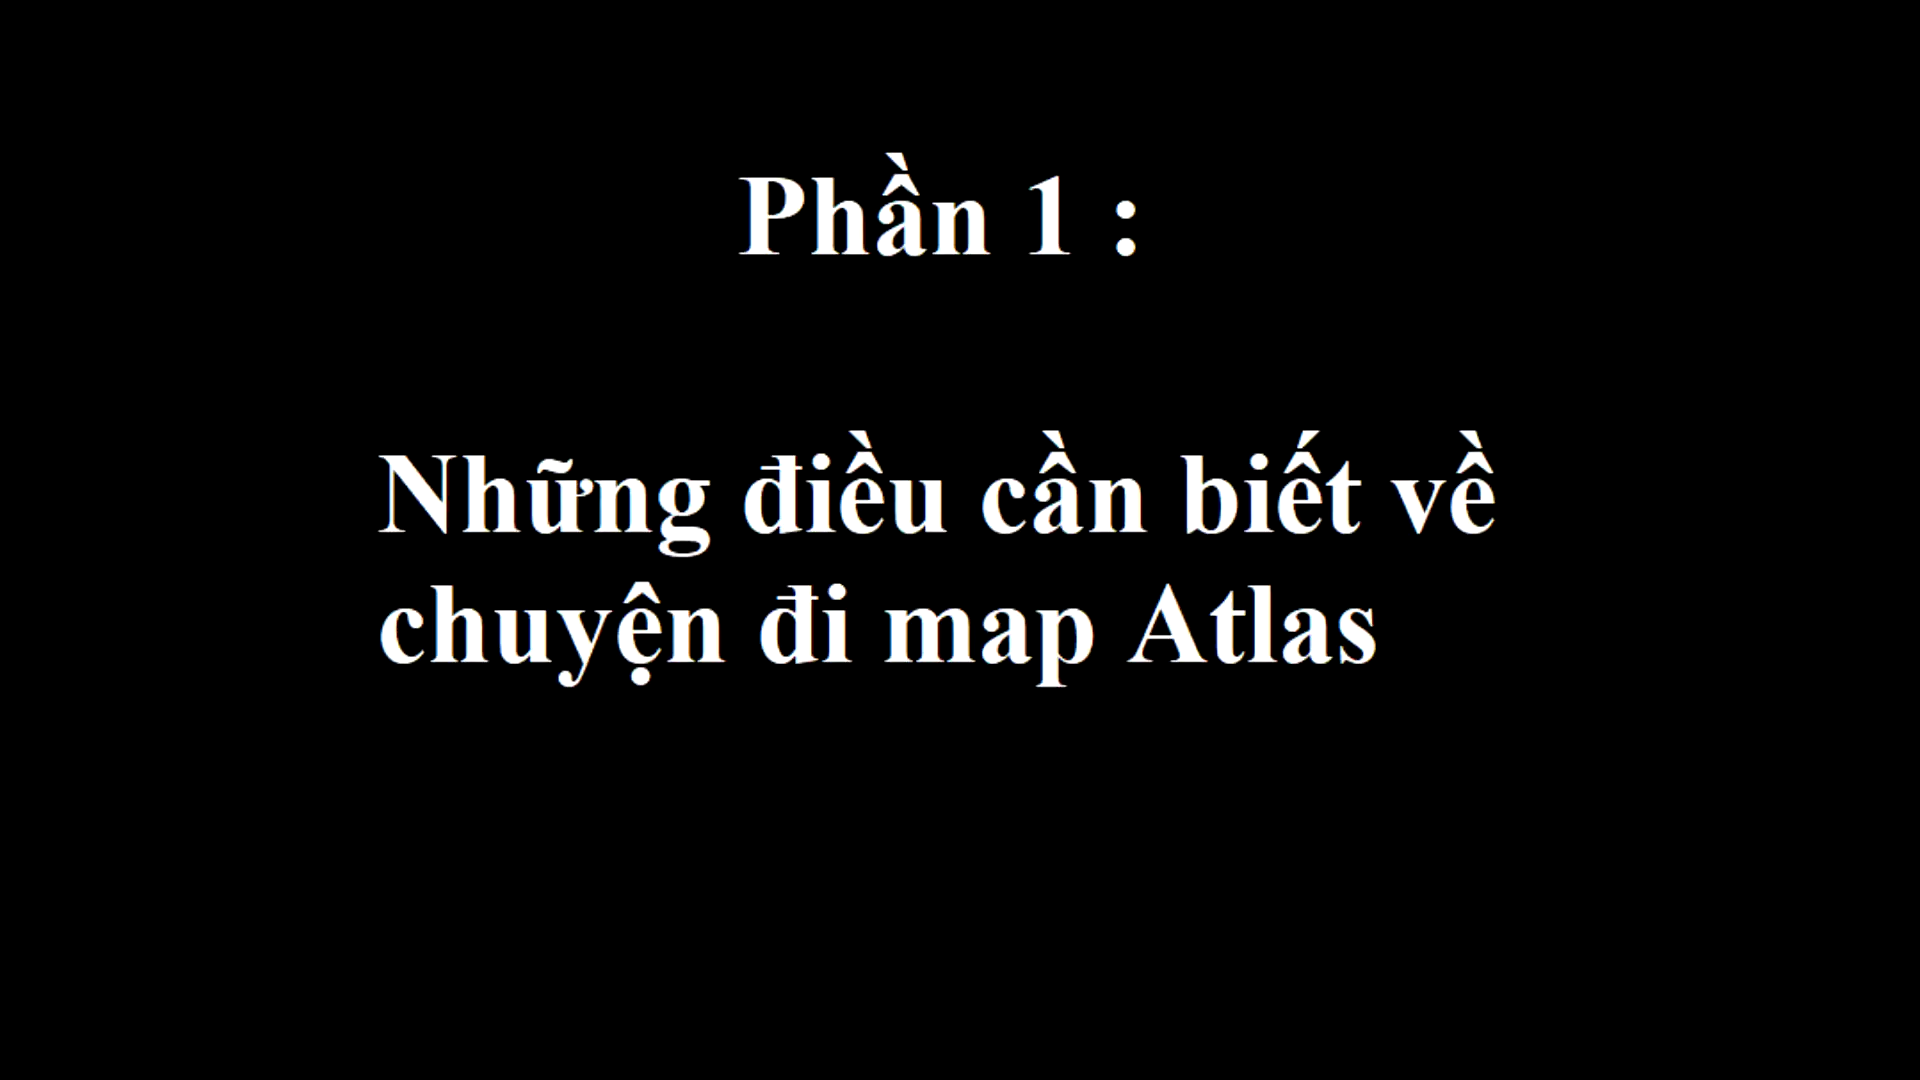 Phần 1 :
Những điều cần biết về
chuyện đi map Atlas